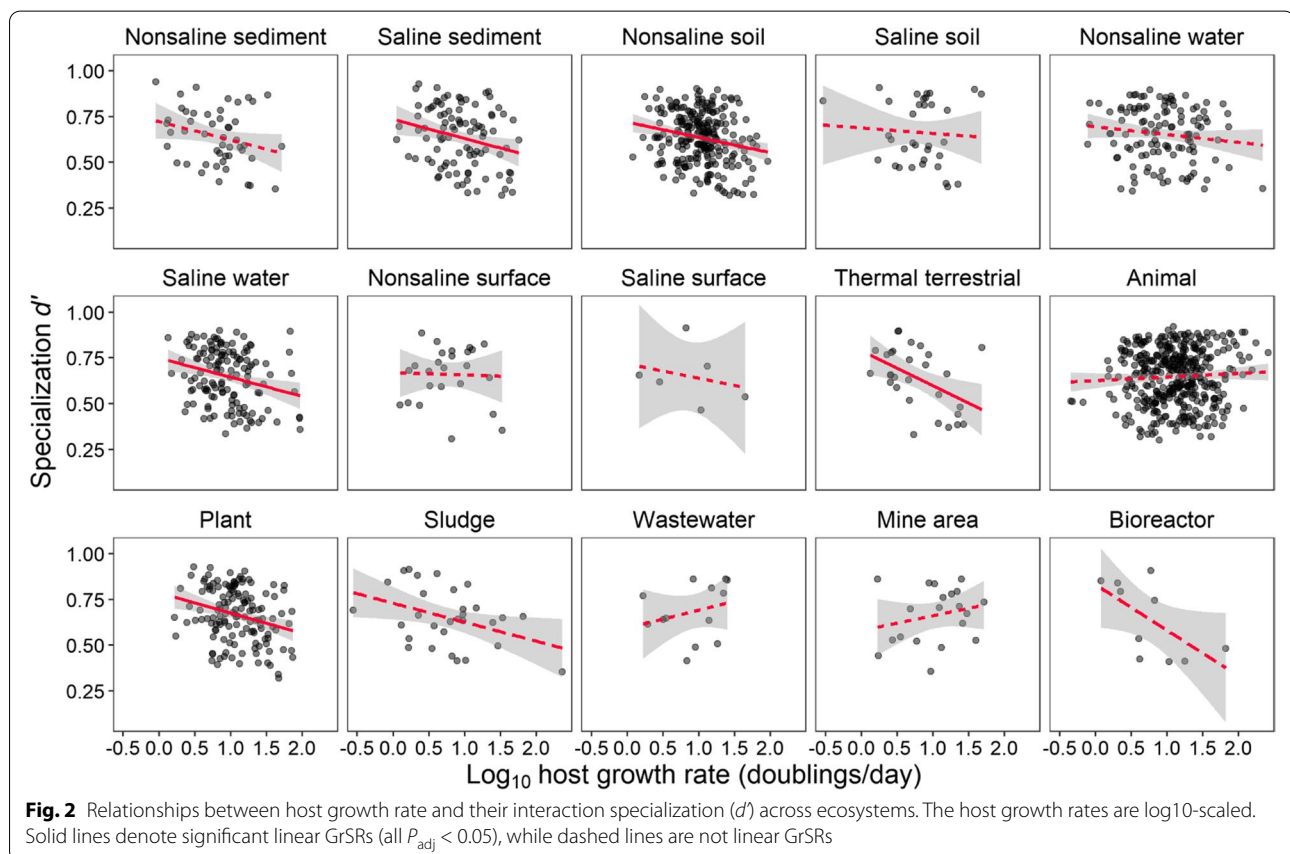 Nonsaline sediment Saline sediment Nonsaline soil Saline soil Nonsaline water
1.00
0.75
0.50
0.25
Saline water Nonsaline surface Saline surface Thermal terrestrial Animal
1.00
0.75
0.50
0.25
Specialization d'
Plant Sludge Wastewater Mine area Bioreactor
1.00
0.75
0.50
0.25
-0.5 0.0 0.5 1.0 1.5 2.0 -0.5 0.0 0.5 1.0 1.5 2.0 -0.5 0.0 0.5 1.0 1.5 2.0 -0.5 0.0 0.5 1.0 1.5 2.0 -0.5 0.0 0.5 1.0 1.5 2.0
Log10 host growth rate (doublings/day)
Fig. 2 Relationships between host growth rate and their interaction specialization (d') across ecosystems. The host growth rates are log10-scaled.
Solid lines denote significant linear GrSRs (all Padj < 0.05), while dashed lines are not linear GrSRs